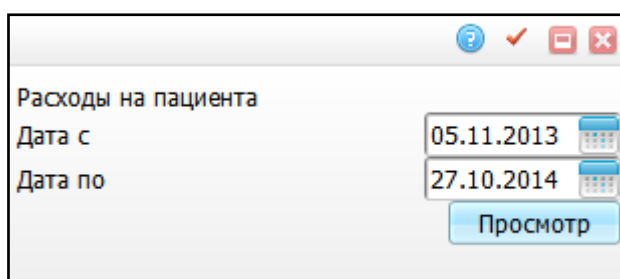 Расходы на пациента
Дата с 05.11.2013
Дата по 27.10.2014
Просмотр